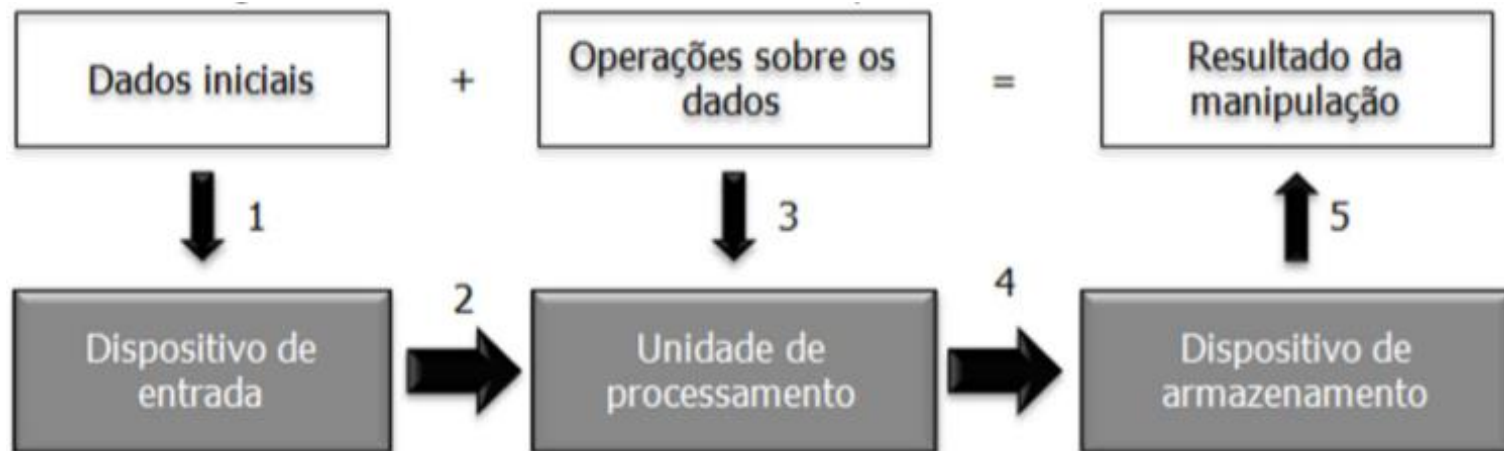 Dados iniciais
+
Operações sobre os
dados
=
Resultado da
manipulação
1
3
5
2
4
Dispositivo de
entrada
Unidade de
processamento
Dispositivo de
armazenamento